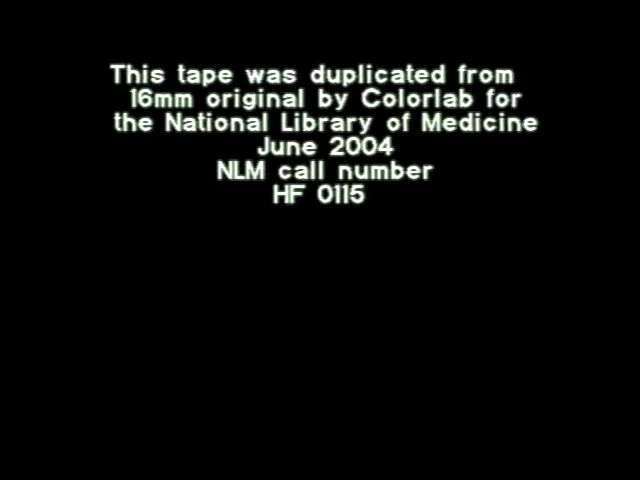 This tape was duplicated from
16mm original by Colorlab for
the National Library of Medicine
June 2004
NLM call number
HF 0115